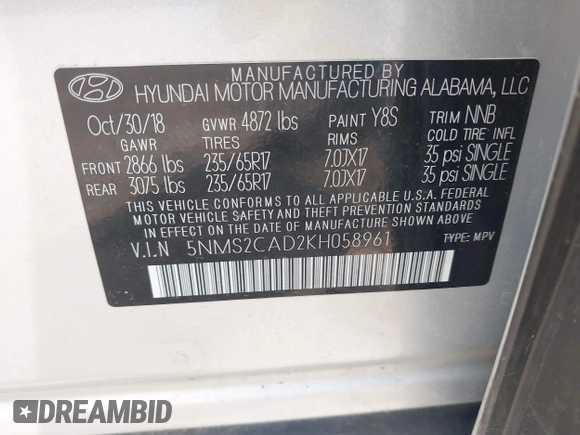 MANUFACTURED BY
HYUNDAI MOTOR MANUFACTURING ALABAMA, LLC
Oct/30/18 GVWR 4872 lbs PAINT Y8S TRIM NNB
GAWR TIRES RIMS COLD TIRE INFL
FRONT 2866 lbs 235/65R17 7.0JX17 35 psi SINGLE
REAR 3075 lbs 235/65R17 7.0JX17 35 psi SINGLE
THIS VEHICLE CONFORMS TO ALL APPLICABLE U.S.A. FEDERAL
MOTOR VEHICLE SAFETY AND THEFT PREVENTION STANDARDS
IN EFFECT ON THE DATE OF MANUFACTURE SHOWN ABOVE.
V.I.N 5NMS2CAD2KH058961 TYPE: MPV
DREAMBID